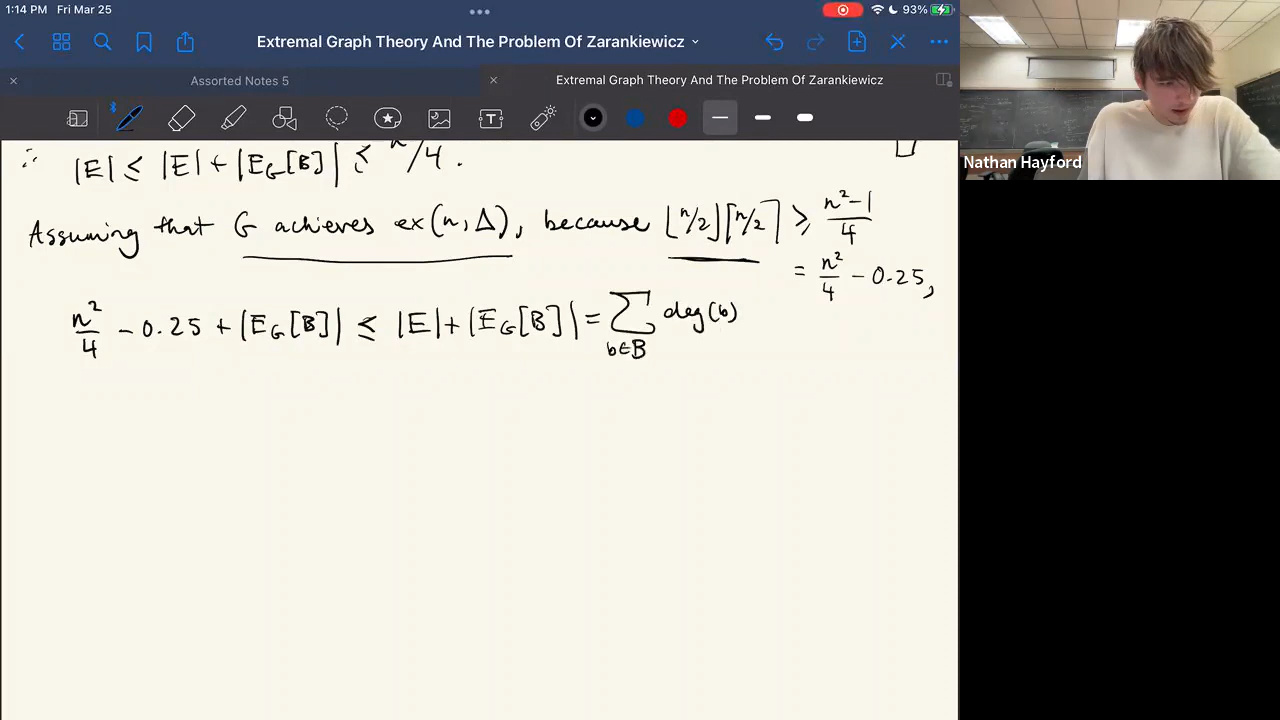 1:14 PM Fri Mar 25
93%
Extremal Graph Theory And The Problem Of Zarankiewicz
Assorted Notes 5
Extremal Graph Theory And The Problem Of Zarankiewicz
Nathan Hayford
∴ |E| ≤ |E| + |E_G[B]| ≤ n/4 .
Assuming that G achieves ex(n, Δ), because ⌊n/2⌋⌈n/2⌉ ≥ (n²-1)/4
= n²/4 - 0.25,
n²/4 - 0.25 + |E_G[B]| ≤ |E| + |E_G[B]| = ∑_{b∈B} deg(b)